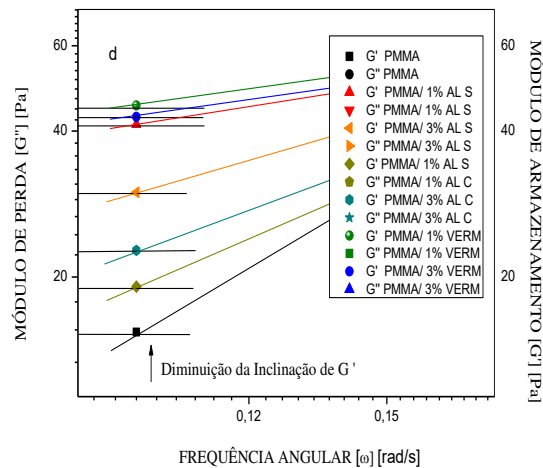 d
MÓDULO DE PERDA [G''] [Pa]
60
40
20
60
40
20
MÓDULO DE ARMAZENAMENTO [G'] [Pa]
G' PMMA
G'' PMMA
G' PMMA/ 1% AL S
G'' PMMA/ 1% AL S
G' PMMA/ 3% AL S
G'' PMMA/ 3% AL S
G' PMMA/ 1% AL S
G'' PMMA/ 1% AL C
G' PMMA/ 3% AL C
G'' PMMA/ 3% AL C
G' PMMA/ 1% VERM
G'' PMMA/ 1% VERM
G' PMMA/ 3% VERM
G'' PMMA/ 3% VERM
Diminuição da Inclinação de G '
0,12
0,15
FREQUÊNCIA ANGULAR [ω] [rad/s]